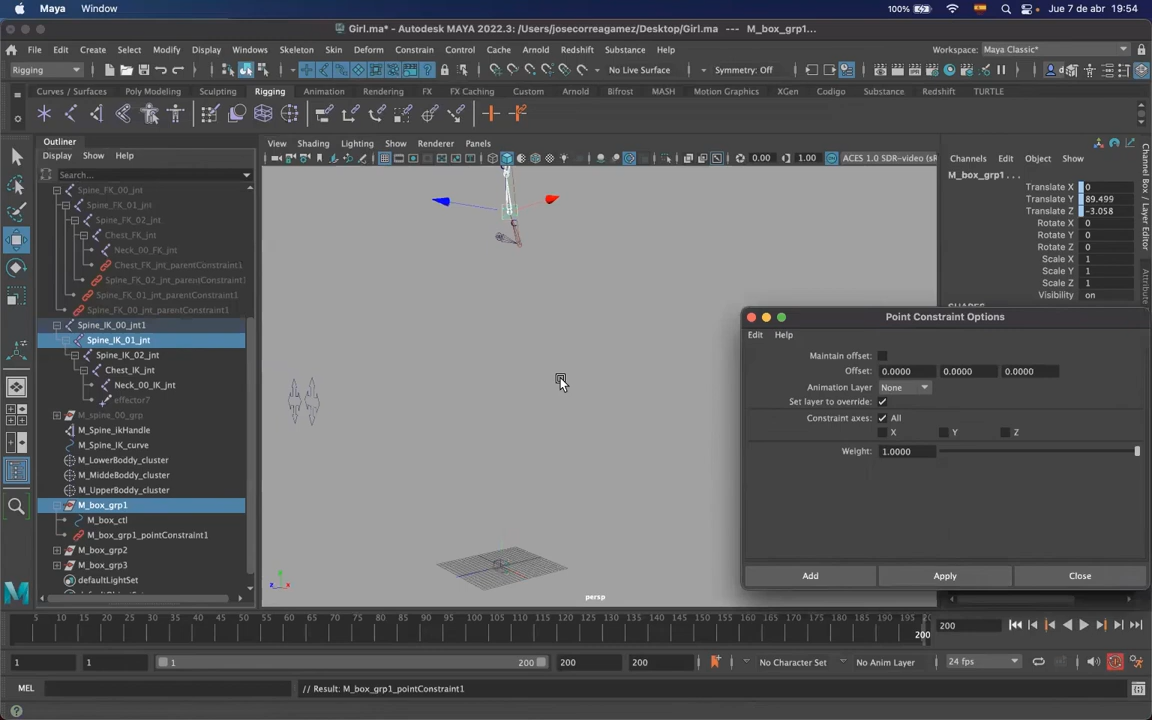 Maya Window 100% Jue 7 de abr 19:54
Girl.ma* - Autodesk MAYA 2022.3: /Users/josecorreagamez/Desktop/Girl.ma --- M_box_grp1...
File Edit Create Select Modify Display Windows Skeleton Skin Deform Constrain Control Cache Arnold Redshift Substance Help Workspace: Maya Classic*
Rigging No Live Surface Symmetry: Off
Curves / Surfaces Poly Modeling Sculpting Rigging Animation Rendering FX FX Caching Custom Arnold Bifrost MASH Motion Graphics XGen Codigo Substance Redshift TURTLE
Outliner
Display Show Help
Search...
Spine_FK_00_jnt
Spine_FK_01_jnt
Spine_FK_02_jnt
Chest_FK_jnt
Neck_00_FK_jnt
Chest_FK_jnt_parentConstraint1
Spine_FK_02_jnt_parentConstraint1
Spine_FK_01_jnt_parentConstraint1
Spine_FK_00_jnt_parentConstraint1
Spine_IK_00_jnt1
Spine_IK_01_jnt
Spine_IK_02_jnt
Chest_IK_jnt
Neck_00_IK_jnt
effector7
M_spine_00_grp
M_Spine_ikHandle
M_Spine_IK_curve
M_LowerBoddy_cluster
M_MiddeBoddy_cluster
M_UpperBoddy_cluster
M_box_grp1
M_box_ctl
M_box_grp1_pointConstraint1
M_box_grp2
M_box_grp3
defaultLightSet
View Shading Lighting Show Renderer Panels
0.00 1.00 ACES 1.0 SDR-video (sR
persp
Channels Edit Object Show
M_box_grp1 . . .
Translate X 0
Translate Y 89.499
Translate Z -3.058
Rotate X 0
Rotate Y 0
Rotate Z 0
Scale X 1
Scale Y 1
Scale Z 1
Visibility on
Channel Box / Layer Editor
Point Constraint Options
Edit Help
Maintain offset:
Offset: 0.0000 0.0000 0.0000
Animation Layer None
Set layer to override:
Constraint axes: All
X Y Z
Weight: 1.0000
Add Apply Close
5 10 15 20 25 30 35 40 45 50 55 60 65 70 75 80 85 90 95 100 105 110 115 120 125 130 135 140 145 150 155 160 165 170 175 180 185 190
200 200
1 1 1 200 200 200 No Character Set No Anim Layer 24 fps
MEL // Result: M_box_grp1_pointConstraint1